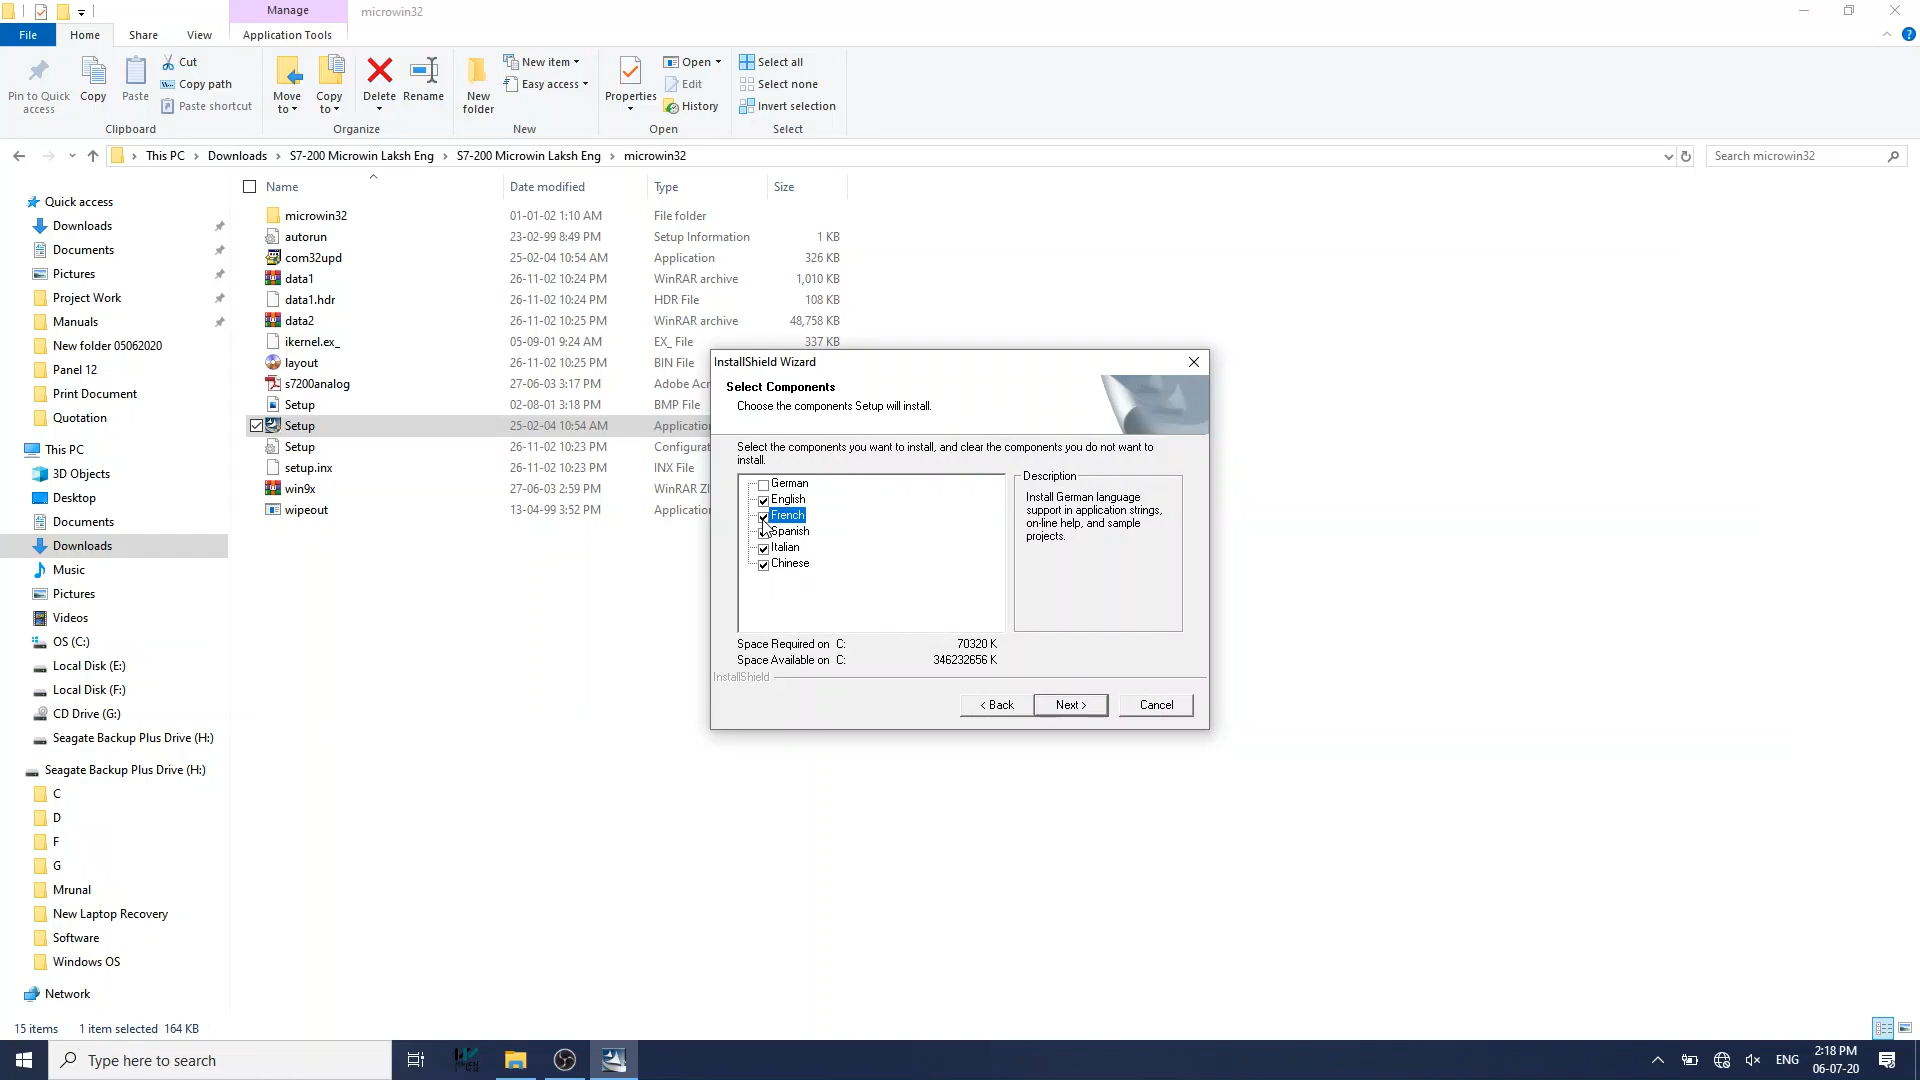 Manage
microwin32
File
Home
Share
View
Application Tools
Pin to Quick
access
Copy
Paste
Cut
Copy path
Paste shortcut
Clipboard
Move
to
Copy
to
Delete
Rename
Organize
New
folder
New item
Easy access
New
Properties
Open
Edit
History
Open
Select all
Select none
Invert selection
Select
This PC > Downloads > S7-200 Microwin Laksh Eng > S7-200 Microwin Laksh Eng > microwin32
Search microwin32
Name Date modified Type Size
microwin32 01-01-02 1:10 AM File folder
autorun 23-02-99 8:49 PM Setup Information 1 KB
com32upd 25-02-04 10:54 AM Application 326 KB
data1 26-11-02 10:24 PM WinRAR archive 1,010 KB
data1.hdr 26-11-02 10:24 PM HDR File 108 KB
data2 26-11-02 10:25 PM WinRAR archive 48,758 KB
ikernel.ex_ 05-09-01 9:24 AM EX_ File 337 KB
layout 26-11-02 10:25 PM BIN File
s7200analog 27-06-03 3:17 PM Adobe Acr
Setup 02-08-01 3:18 PM BMP File
Setup 25-02-04 10:54 AM Applicatio
Setup 26-11-02 10:23 PM Configurat
setup.inx 26-11-02 10:23 PM INX File
win9x 27-06-03 2:59 PM WinRAR ZI
wipeout 13-04-99 3:52 PM Applicatio
Quick access
Downloads
Documents
Pictures
Project Work
Manuals
New folder 05062020
Panel 12
Print Document
Quotation
This PC
3D Objects
Desktop
Documents
Downloads
Music
Pictures
Videos
OS (C:)
Local Disk (E:)
Local Disk (F:)
CD Drive (G:)
Seagate Backup Plus Drive (H:)
Seagate Backup Plus Drive (H:)
C
D
F
G
Mrunal
New Laptop Recovery
Software
Windows OS
Network
InstallShield Wizard
Select Components
Choose the components Setup will install.
Select the components you want to install, and clear the components you do not want to
install.
German
English
French
Spanish
Italian
Chinese
Description
Install German language
support in application strings,
on-line help, and sample
projects.
Space Required on C: 70320 K
Space Available on C: 346232656 K
InstallShield
< Back
Next >
Cancel
15 items 1 item selected 164 KB
Type here to search
ENG
2:18 PM
06-07-20